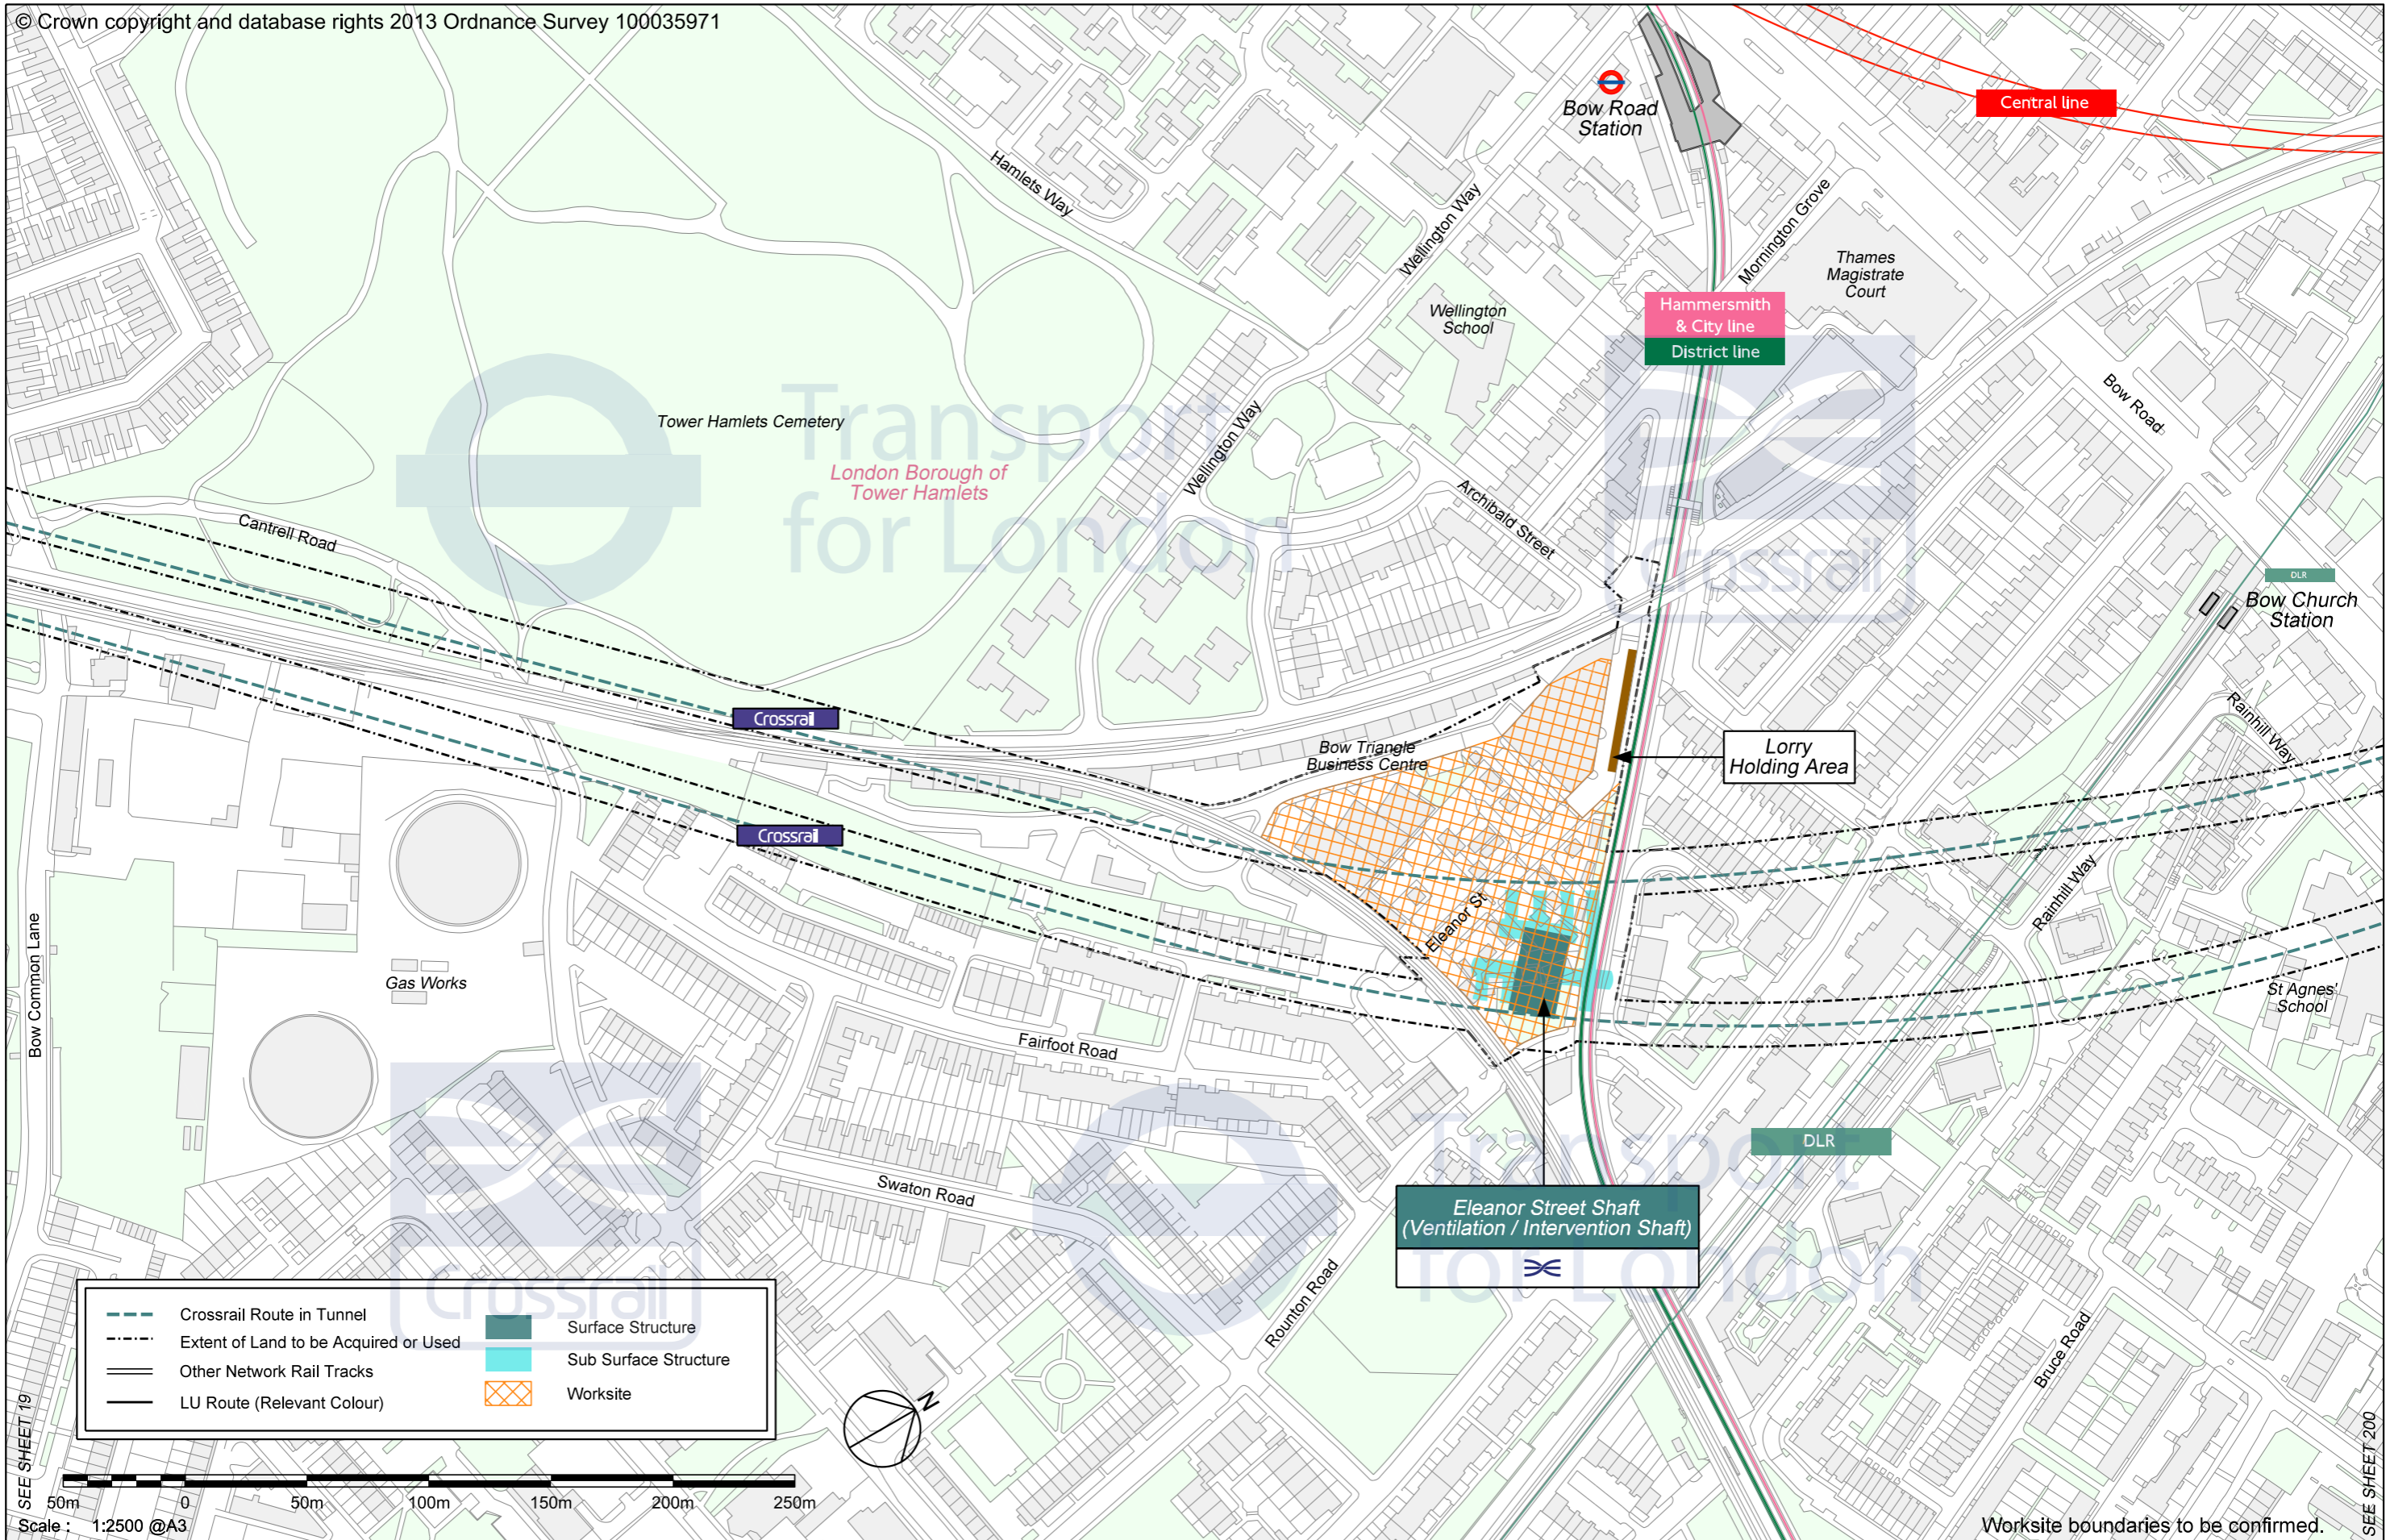 © Crown copyright and database rights 2013 Ordnance Survey 100035971
Bow Road
Station
Central line
Hamlets Way
Wellington Way
Mornington Grove
Thames
Magistrate
Court
Wellington
School
Hammersmith
& City line
District line
Bow Road
Tower Hamlets Cemetery
Transport
for London
London Borough of
Tower Hamlets
Wellington Way
Archibald Street
Crossrail
Cantrell Road
DLR
Bow Church
Station
Rainhill Way
Crossrail
Bow Triangle
Business Centre
Lorry
Holding Area
Crossrail
Eleanor St
Rainhill Way
Bow Common Lane
Gas Works
St Agnes'
School
Fairfoot Road
DLR
Transport
for London
Swaton Road
Eleanor Street Shaft
(Ventilation / Intervention Shaft)
Crossrail
Rounton Road
Bruce Road
Crossrail Route in Tunnel
Extent of Land to be Acquired or Used
Other Network Rail Tracks
LU Route (Relevant Colour)
Surface Structure
Sub Surface Structure
Worksite
N
SEE SHEET 19
SEE SHEET 200
50m 0 50m 100m 150m 200m 250m
Scale : 1:2500 @A3
Worksite boundaries to be confirmed.